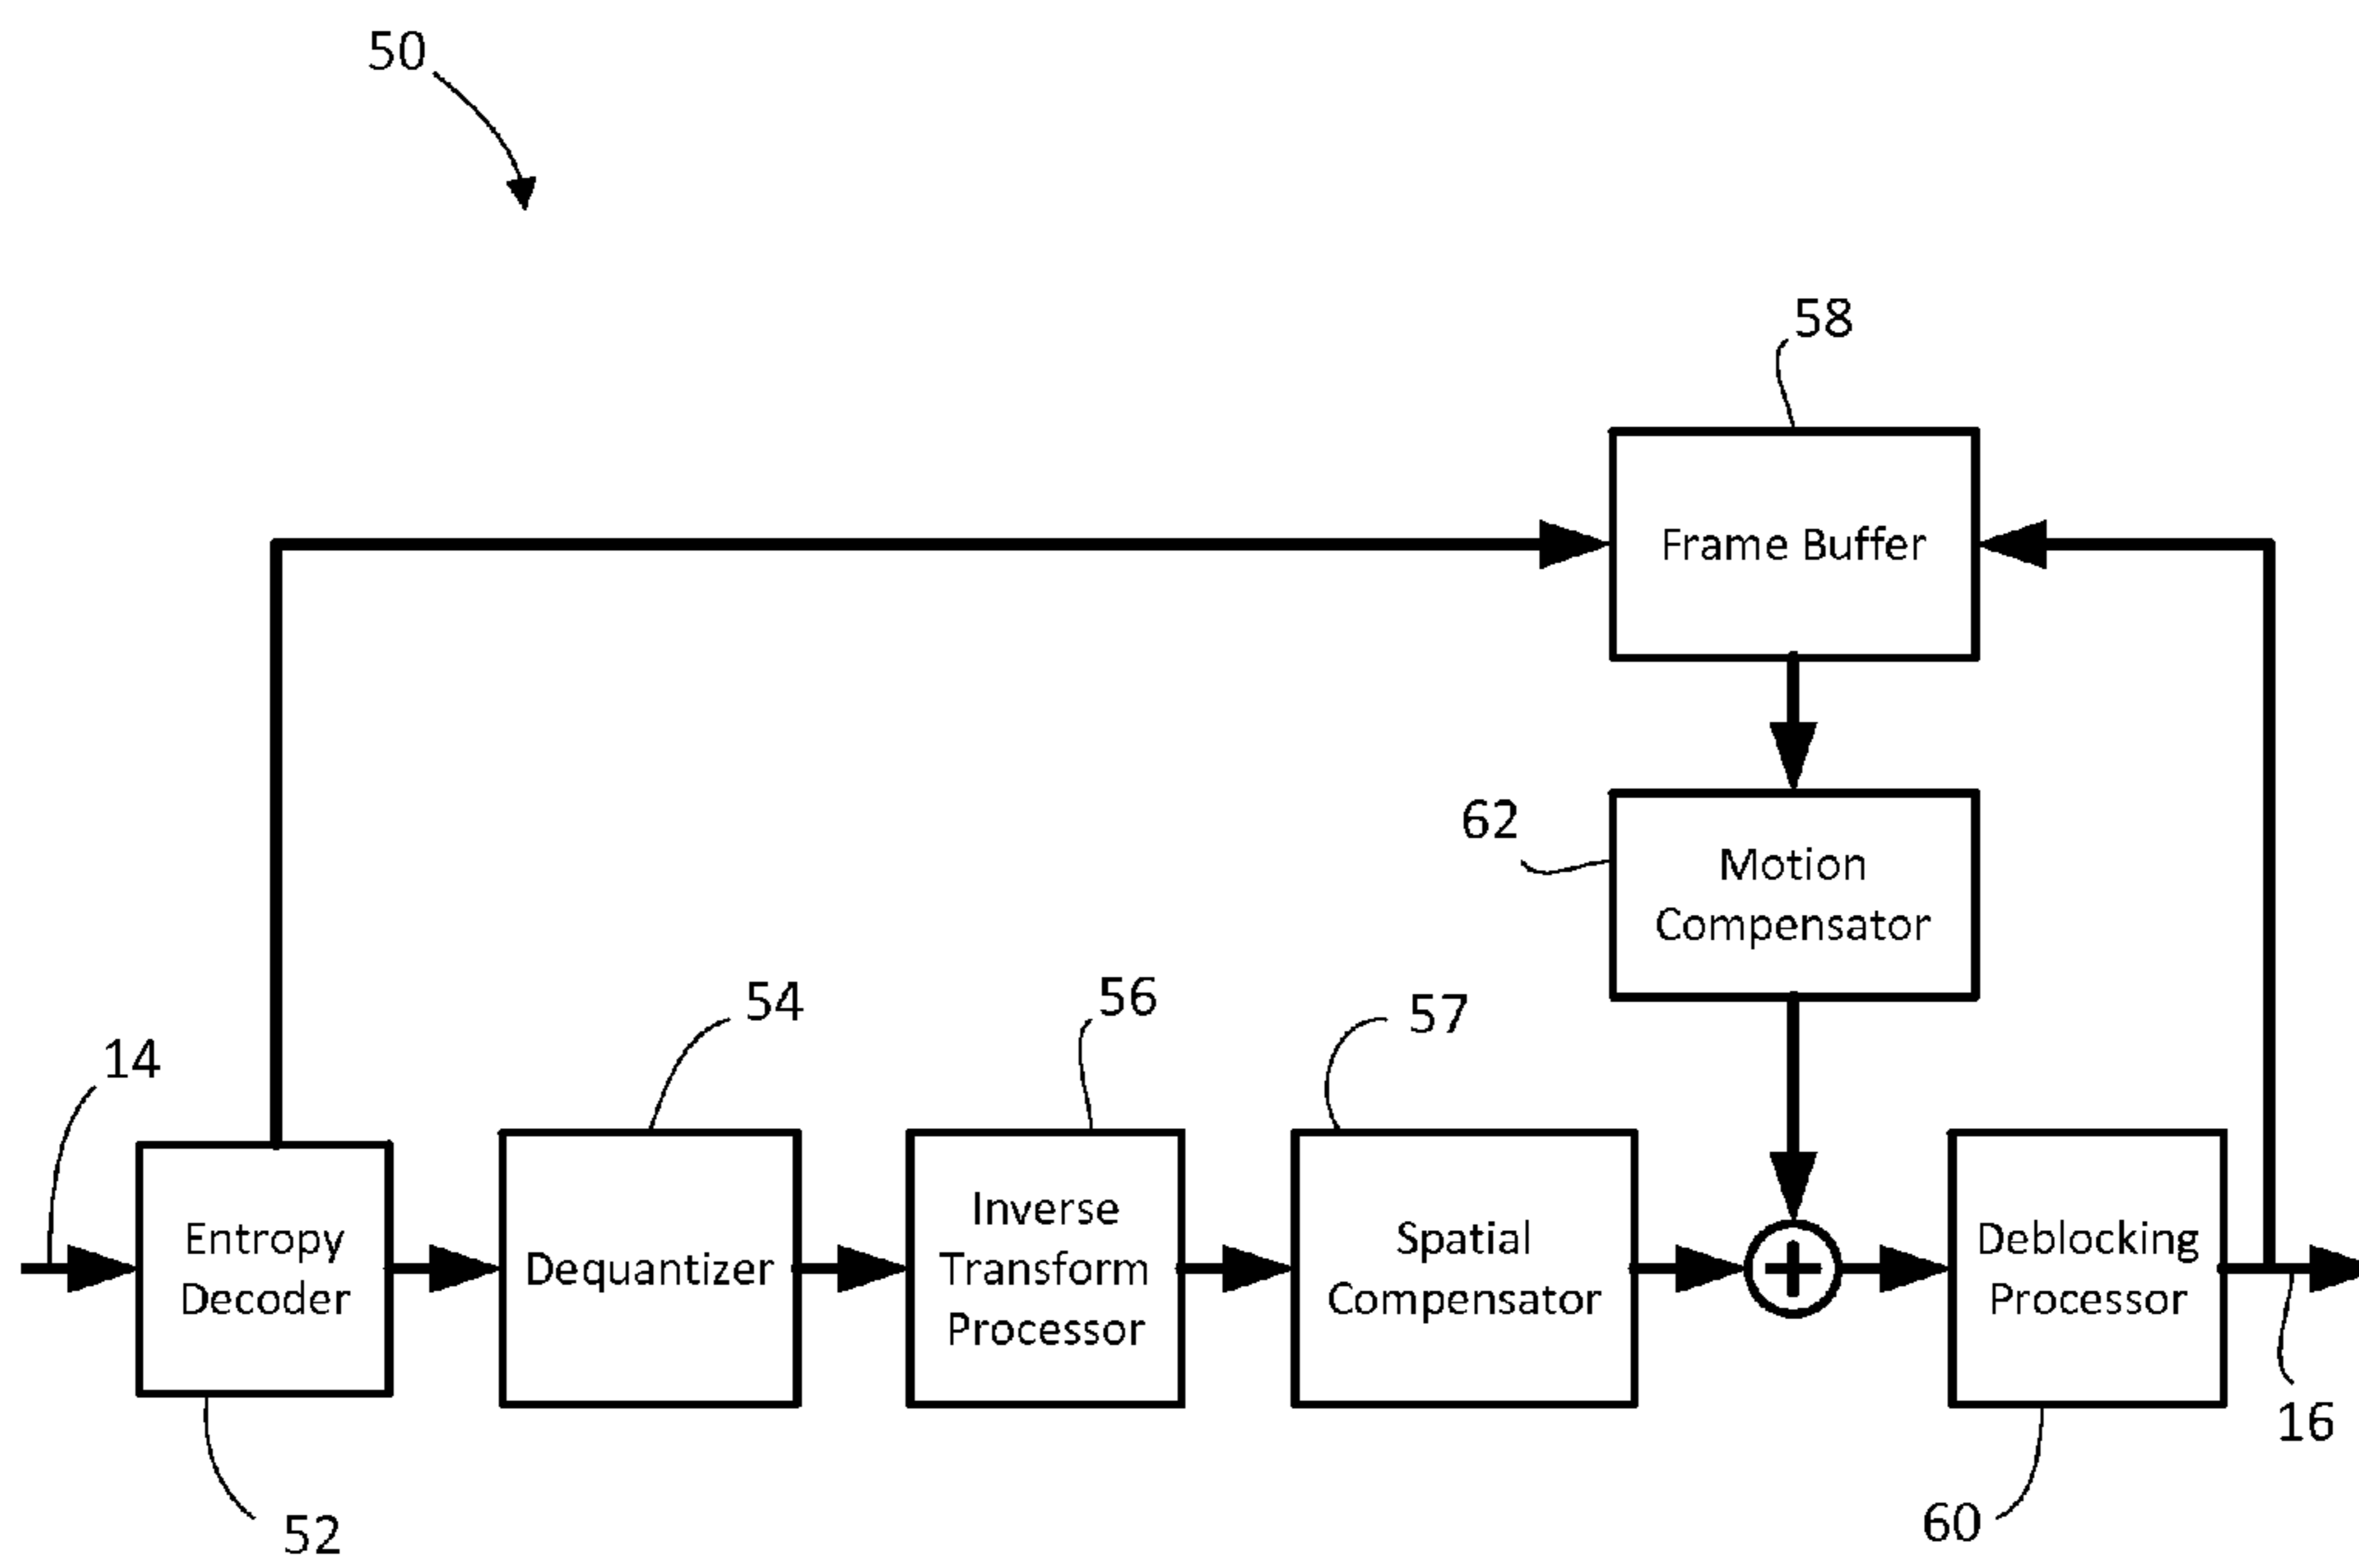 50
58
Frame Buffer
62
Motion
Compensator
54
56
57
14
Entropy
Decoder
Dequantizer
Inverse
Transform
Processor
Spatial
Compensator
+
Deblocking
Processor
16
52
60